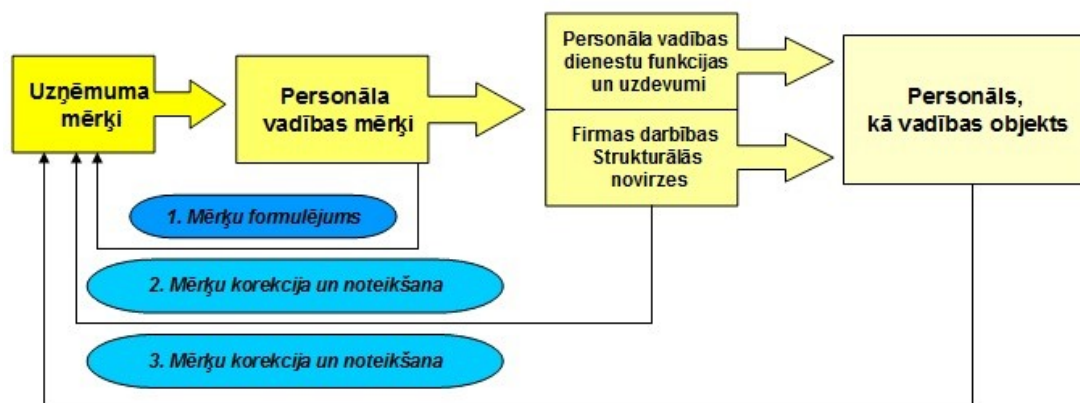 Uzņēmuma
mērķi
Personāla
vadības mērķi
Personāla vadības
dienestu funkcijas
un uzdevumi
Firmas darbības
Strukturālās
novirzes
Personāls,
kā vadības objekts
1. Mērķu formulējums
2. Mērķu korekcija un noteikšana
3. Mērķu korekcija un noteikšana